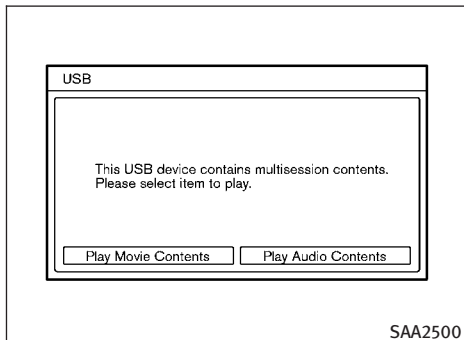 USB
This USB device contains multisession contents.
Please select item to play.
Play Movie Contents Play Audio Contents
SAA2500